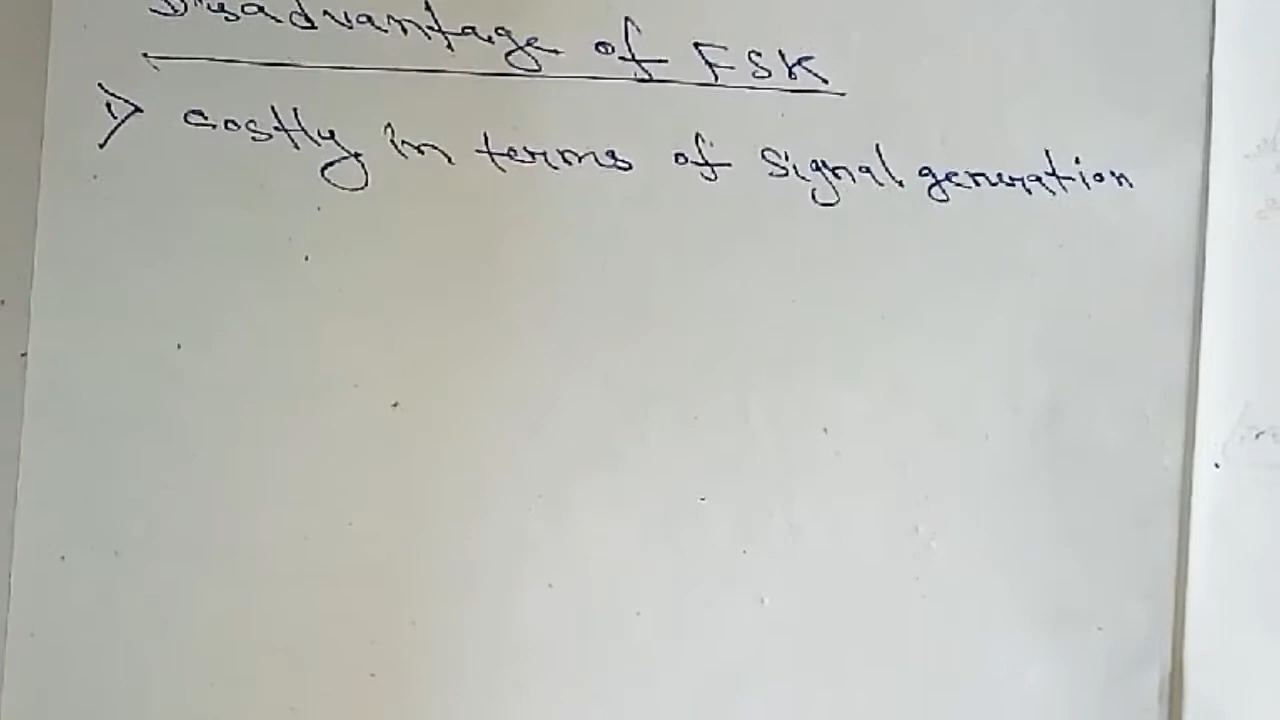 Disadvantage of FSK
1) Costly in terms of signal generation